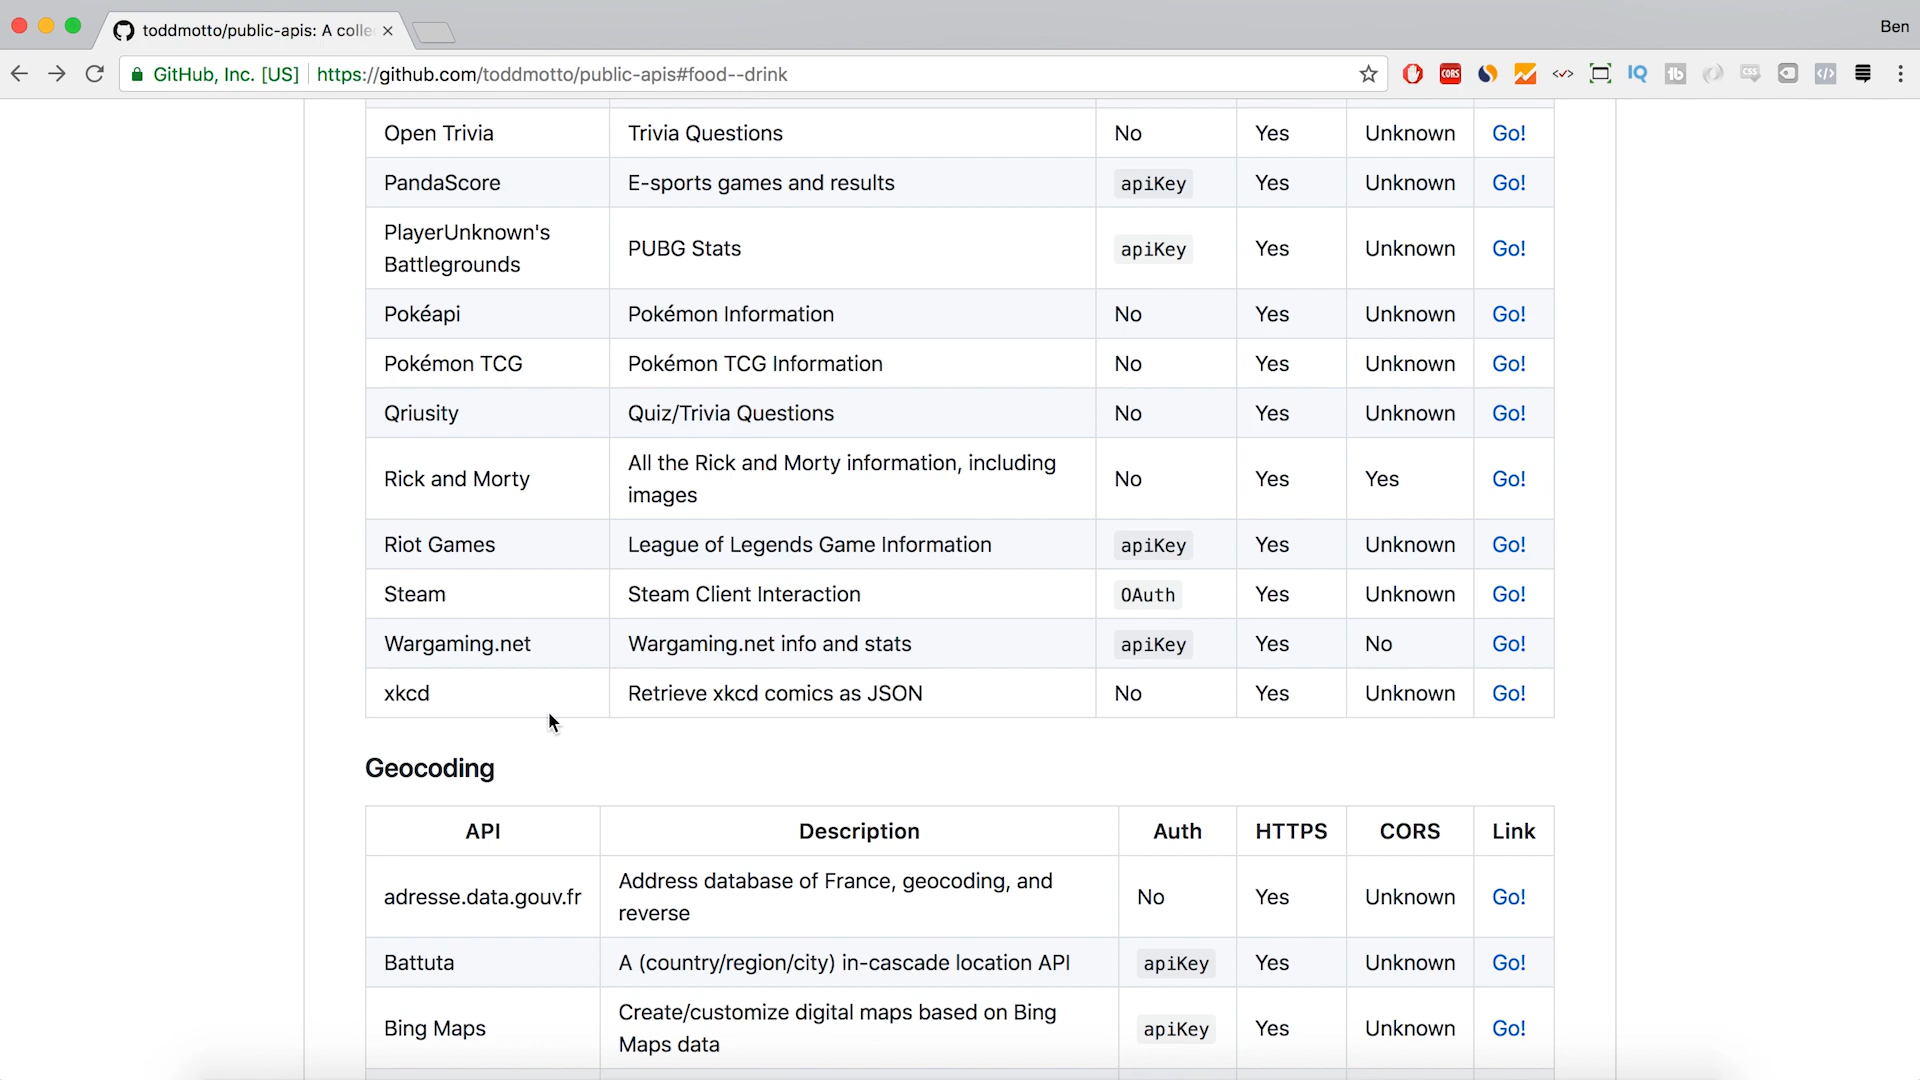 toddmotto/public-apis: A colle
Ben
GitHub, Inc. [US] https://github.com/toddmotto/public-apis#food--drink
Open Trivia Trivia Questions No Yes Unknown Go!
PandaScore E-sports games and results apiKey Yes Unknown Go!
PlayerUnknown's
Battlegrounds PUBG Stats apiKey Yes Unknown Go!
Pokéapi Pokémon Information No Yes Unknown Go!
Pokémon TCG Pokémon TCG Information No Yes Unknown Go!
Qriusity Quiz/Trivia Questions No Yes Unknown Go!
Rick and Morty All the Rick and Morty information, including
images No Yes Yes Go!
Riot Games League of Legends Game Information apiKey Yes Unknown Go!
Steam Steam Client Interaction OAuth Yes Unknown Go!
Wargaming.net Wargaming.net info and stats apiKey Yes No Go!
xkcd Retrieve xkcd comics as JSON No Yes Unknown Go!
Geocoding
API Description Auth HTTPS CORS Link
adresse.data.gouv.fr Address database of France, geocoding, and
reverse No Yes Unknown Go!
Battuta A (country/region/city) in-cascade location API apiKey Yes Unknown Go!
Bing Maps Create/customize digital maps based on Bing
Maps data apiKey Yes Unknown Go!